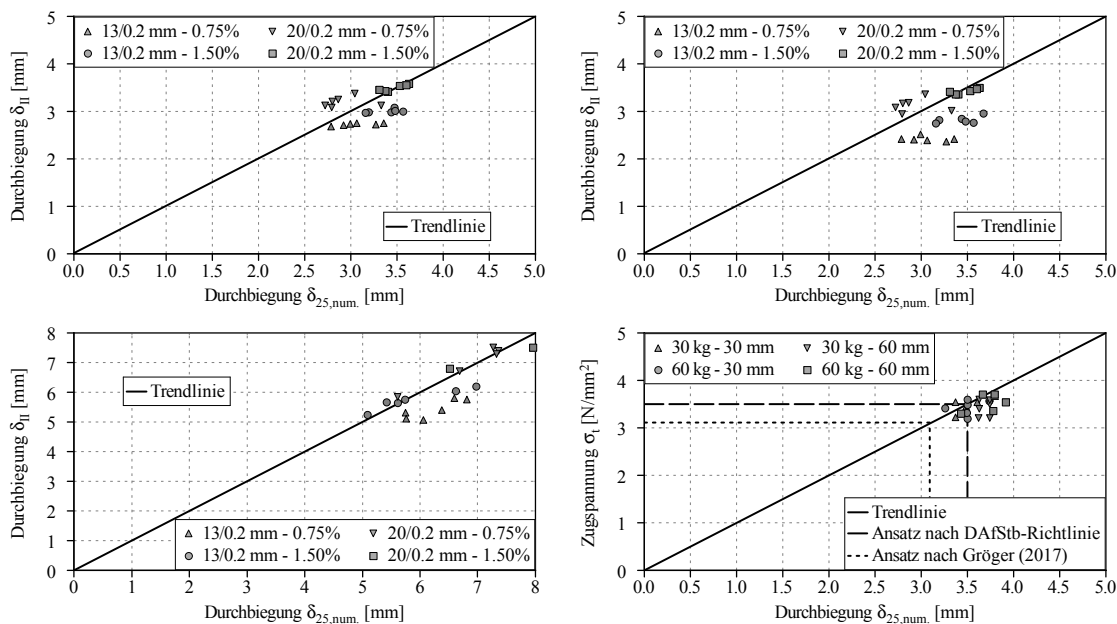 Durchbiegung δII [mm]
5
4
3
2
1
0
13/0.2 mm - 0.75% 20/0.2 mm - 0.75%
13/0.2 mm - 1.50% 20/0.2 mm - 1.50%
Trendlinie
0.0 0.5 1.0 1.5 2.0 2.5 3.0 3.5 4.0 4.5 5.0
Durchbiegung δ25,num. [mm]
Durchbiegung δII [mm]
5
4
3
2
1
0
13/0.2 mm - 0.75% 20/0.2 mm - 0.75%
13/0.2 mm - 1.50% 20/0.2 mm - 1.50%
Trendlinie
0.0 0.5 1.0 1.5 2.0 2.5 3.0 3.5 4.0 4.5 5.0
Durchbiegung δ25,num. [mm]
Durchbiegung δII [mm]
8
7
6
5
4
3
2
1
0
Trendlinie
13/0.2 mm - 0.75% 20/0.2 mm - 0.75%
13/0.2 mm - 1.50% 20/0.2 mm - 1.50%
0 1 2 3 4 5 6 7 8
Durchbiegung δ25,num. [mm]
Zugspannung σt [N/mm²]
5
4
3
2
1
0
30 kg - 30 mm 30 kg - 60 mm
60 kg - 30 mm 60 kg - 60 mm
Trendlinie
Ansatz nach DAfStb-Richtlinie
Ansatz nach Gröger (2017)
0.0 0.5 1.0 1.5 2.0 2.5 3.0 3.5 4.0 4.5 5.0
Durchbiegung δ25,num. [mm]